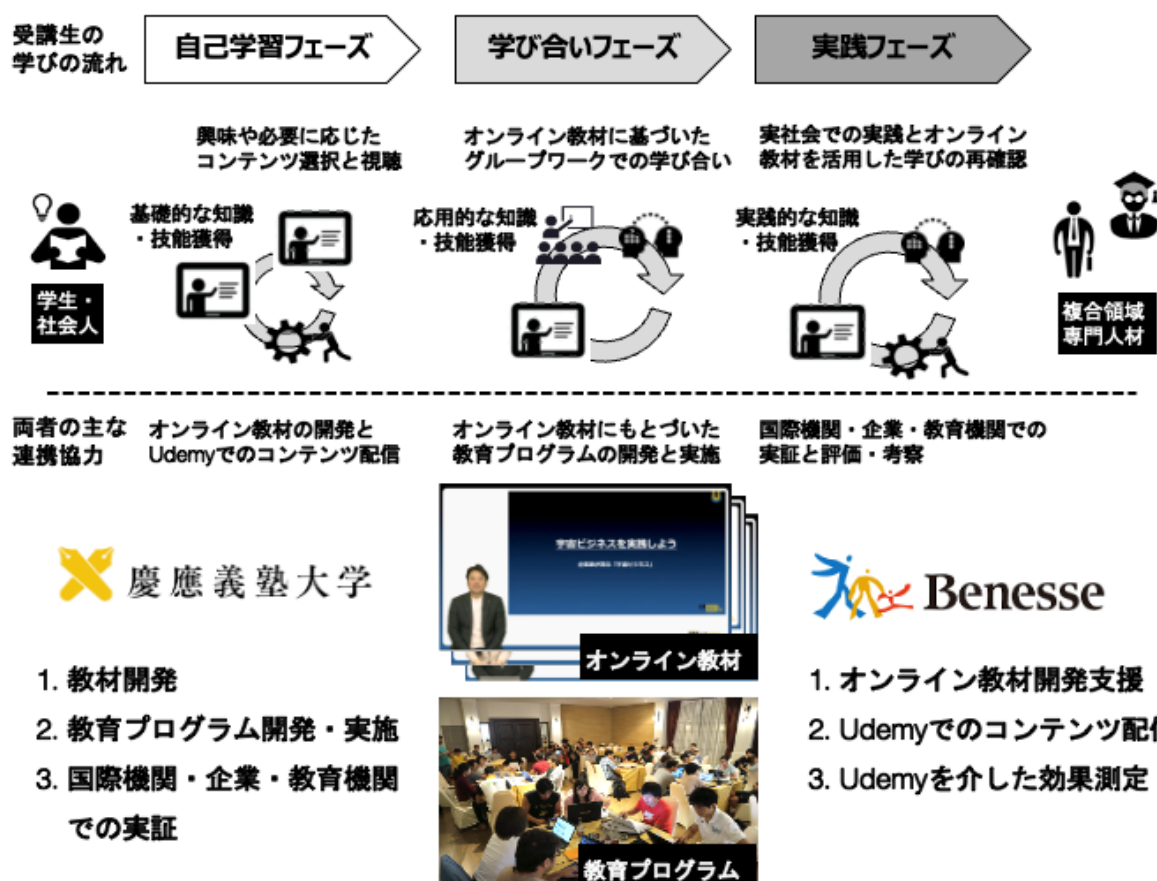 受講生の
学びの流れ
自己学習フェーズ
学び合いフェーズ
実践フェーズ
興味や必要に応じた
コンテンツ選択と視聴
オンライン教材に基づいた
グループワークでの学び合い
実社会での実践とオンライン
教材を活用した学びの再確認
基礎的な知識
・技能獲得
応用的な知識
・技能獲得
実践的な知識
・技能獲得
学生・
社会人
複合領域
専門人材
両者の主な
連携協力
オンライン教材の開発と
Udemyでのコンテンツ配信
オンライン教材にもとづいた
教育プログラムの開発と実施
国際機関・企業・教育機関での
実証と評価・考察
慶應義塾大学
1. 教材開発
2. 教育プログラム開発・実施
3. 国際機関・企業・教育機関
での実証
宇宙ビジネスを実践しよう
オンライン教材
教育プログラム
Benesse
1. オンライン教材開発支援
2. Udemyでのコンテンツ配信
3. Udemyを介した効果測定